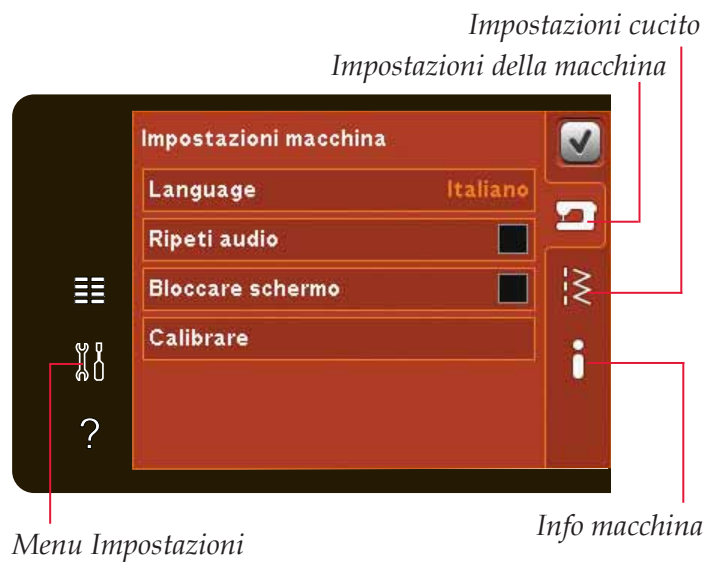 Impostazioni cucito
Impostazioni della macchina
Impostazioni macchina
Language Italiano
Ripeti audio
Bloccare schermo
Calibrare
?
Info macchina
Menu Impostazioni